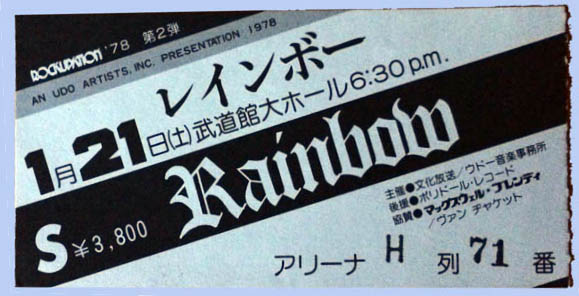 ROCKUPATION '78 第2弾
AN UDO ARTISTS, INC. PRESENTATION 1978
レインボー
1月21日(土)武道館大ホール6:30p.m.
Rainbow
S ¥3,800
主催●文化放送/ウドー音楽事務所
後援●ポリドール・レコード
協賛●マックスウェル・ブレンディ
/ヴァン ヂャケット
アリーナ H 列 71 番